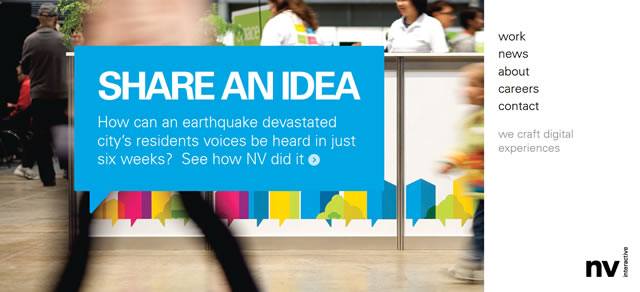 SHARE AN IDEA
How can an earthquake devastated
city's residents voices be heard in just
six weeks? See how NV did it
work
news
about
careers
contact
we craft digital
experiences
nv
interactive